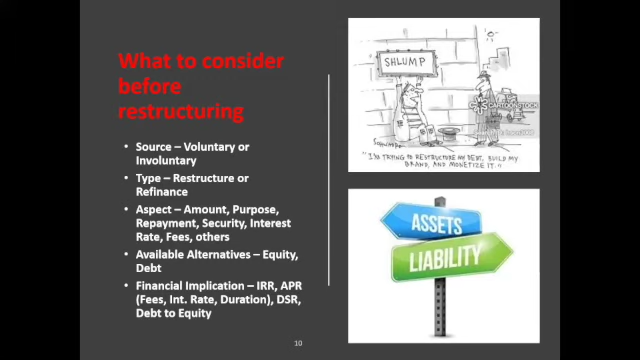 What to consider
before
restructuring
• Source – Voluntary or
Involuntary
• Type – Restructure or
Refinance
• Aspect – Amount, Purpose,
Repayment, Security, Interest
Rate, Fees, others
• Available Alternatives – Equity,
Debt
• Financial Implication – IRR, APR
(Fees, Int. Rate, Duration), DSR,
Debt to Equity
SHLUMP
CARTOONSTOCK
"I'M TRYING TO RESTRUCTURE MY DEBT, BUILD MY
BRAND, AND MONETIZE IT."
ASSETS
LIABILITY
10